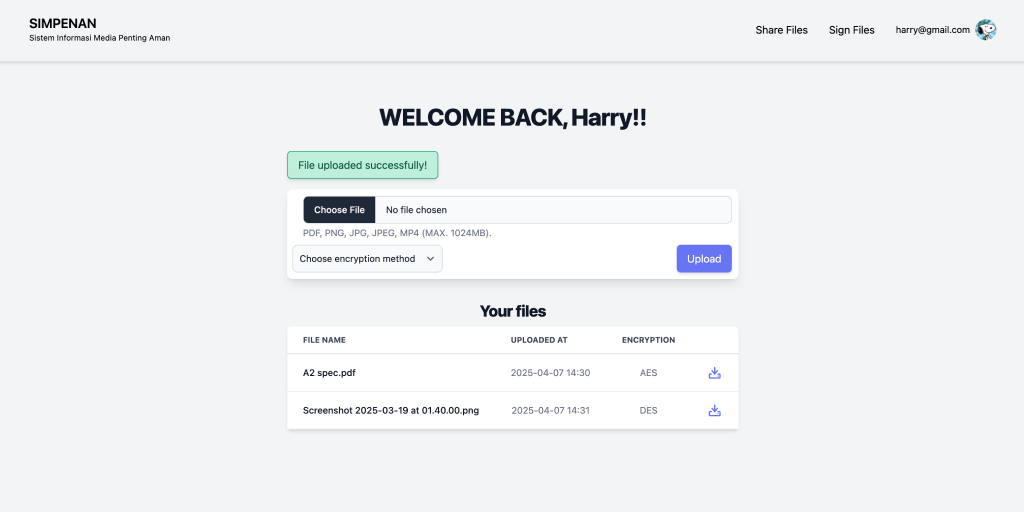 SIMPENAN
Sistem Informasi Media Penting Aman
Share Files
Sign Files
harry@gmail.com
WELCOME BACK, Harry!!
File uploaded successfully!
Choose File No file chosen
PDF, PNG, JPG, JPEG, MP4 (MAX. 1024MB).
Choose encryption method
Upload
Your files
FILE NAME UPLOADED AT ENCRYPTION
A2 spec.pdf 2025-04-07 14:30 AES
Screenshot 2025-03-19 at 01.40.00.png 2025-04-07 14:31 DES